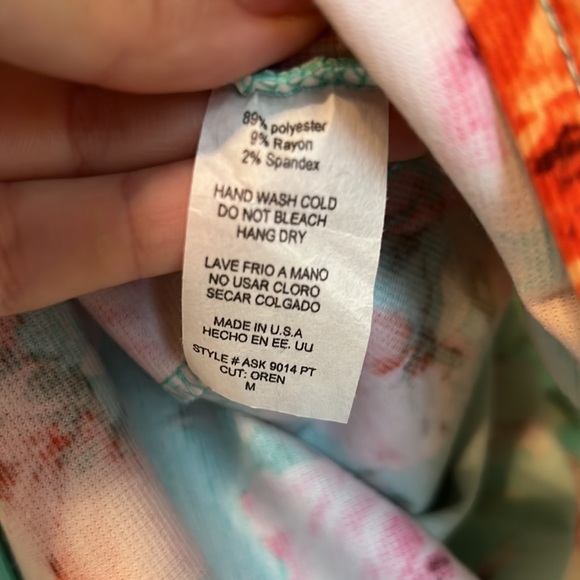 89% polyester
9% Rayon
2% Spandex
HAND WASH COLD
DO NOT BLEACH
HANG DRY
LAVE FRIO A MANO
NO USAR CLORO
SECAR COLGADO
MADE IN U.S.A
HECHO EN EE. UU
STYLE # ASK 9014 PT
CUT: OREN
M